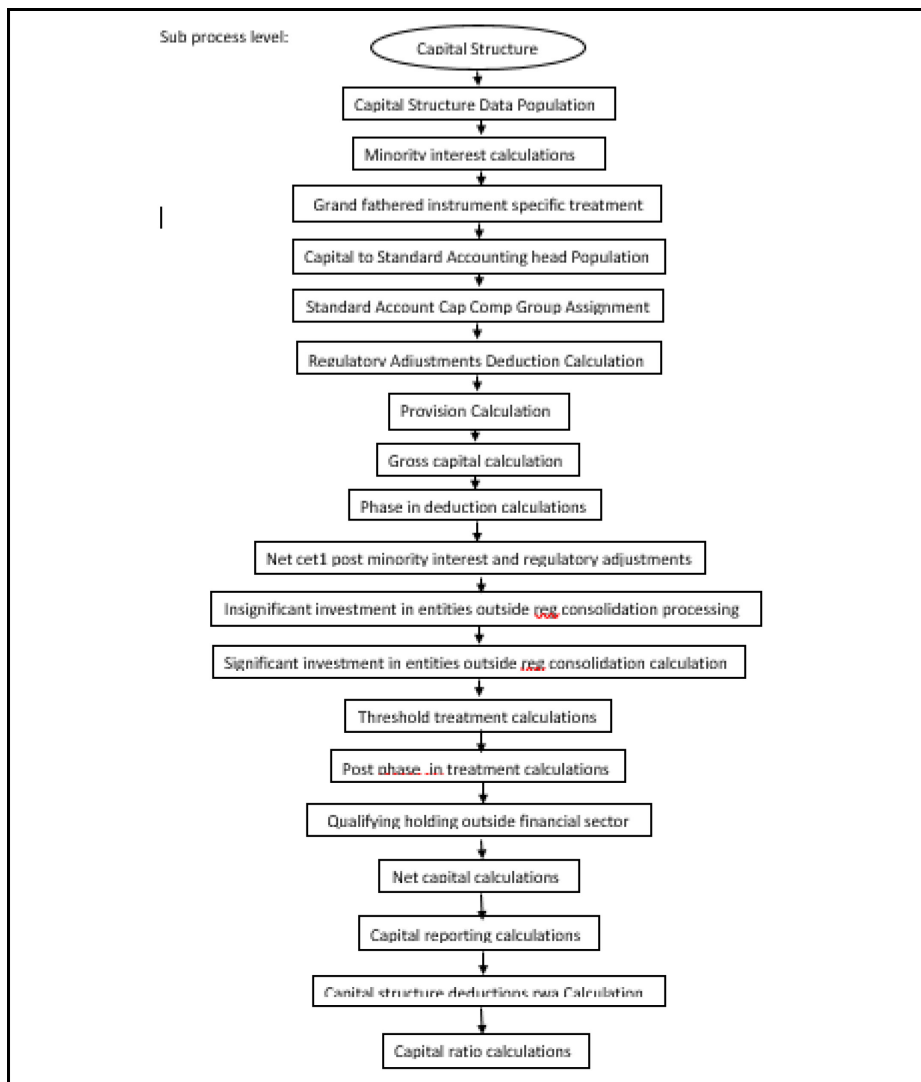 Sub process level:
Capital Structure
Capital Structure Data Population
Minority interest calculations
Grand fathered instrument specific treatment
Capital to Standard Accounting head Population
Standard Account Cap Comp Group Assignment
Regulatory Adjustments Deduction Calculation
Provision Calculation
Gross capital calculation
Phase in deduction calculations
Net cet1 post minority interest and regulatory adjustments
Insignificant investment in entities outside reg consolidation processing
Significant investment in entities outside reg consolidation calculation
Threshold treatment calculations
Post phase in treatment calculations
Qualifying holding outside financial sector
Net capital calculations
Capital reporting calculations
Capital structure deductions rwa Calculation
Capital ratio calculations